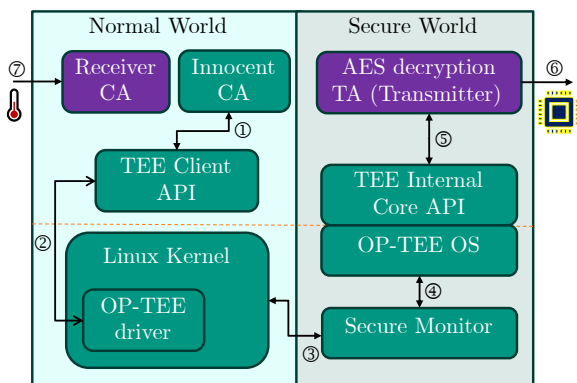 Normal World
Secure World
⑦
Receiver
CA
Innocent
CA
AES decryption
TA (Transmitter)
⑥
①
⑤
TEE Client
API
TEE Internal
Core API
②
Linux Kernel
OP-TEE OS
OP-TEE
driver
④
Secure Monitor
③